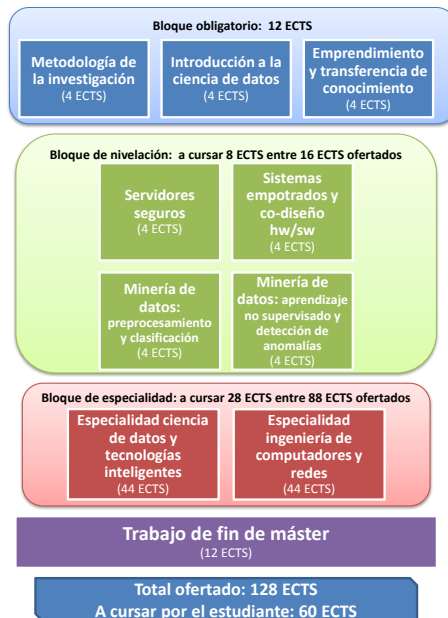 Bloque obligatorio: 12 ECTS
Metodología de
la investigación
(4 ECTS)
Introducción a la
ciencia de datos
(4 ECTS)
Emprendimiento
y transferencia de
conocimiento
(4 ECTS)
Bloque de nivelación: a cursar 8 ECTS entre 16 ECTS ofertados
Servidores
seguros
(4 ECTS)
Sistemas
empotrados y
co-diseño
hw/sw
(4 ECTS)
Minería de
datos:
preprocesamiento
y clasificación
(4 ECTS)
Minería de
datos: aprendizaje
no supervisado y
detección de
anomalías
(4 ECTS)
Bloque de especialidad: a cursar 28 ECTS entre 88 ECTS ofertados
Especialidad ciencia
de datos y
tecnologías
inteligentes
(44 ECTS)
Especialidad
ingeniería de
computadores y
redes
(44 ECTS)
Trabajo de fin de máster
(12 ECTS)
Total ofertado: 128 ECTS
A cursar por el estudiante: 60 ECTS